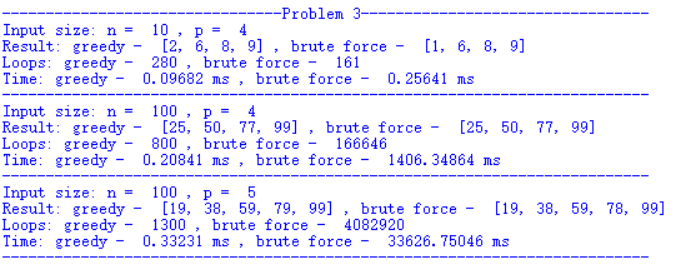 --------------------------------Problem 3---------------------------------
Input size: n =  10 , p =  4
Result: greedy -  [2, 6, 8, 9] , brute force -  [1, 6, 8, 9]
Loops: greedy -  280 , brute force -  161
Time: greedy -  0.09682 ms , brute force -  0.25641 ms
--------------------------------------------------------------------------
Input size: n =  100 , p =  4
Result: greedy -  [25, 50, 77, 99] , brute force -  [25, 50, 77, 99]
Loops: greedy -  800 , brute force -  166646
Time: greedy -  0.20841 ms , brute force -  1406.34864 ms
--------------------------------------------------------------------------
Input size: n =  100 , p =  5
Result: greedy -  [19, 38, 59, 79, 99] , brute force -  [19, 38, 59, 78, 99]
Loops: greedy -  1300 , brute force -  4082920
Time: greedy -  0.33231 ms , brute force -  33626.75046 ms
--------------------------------------------------------------------------